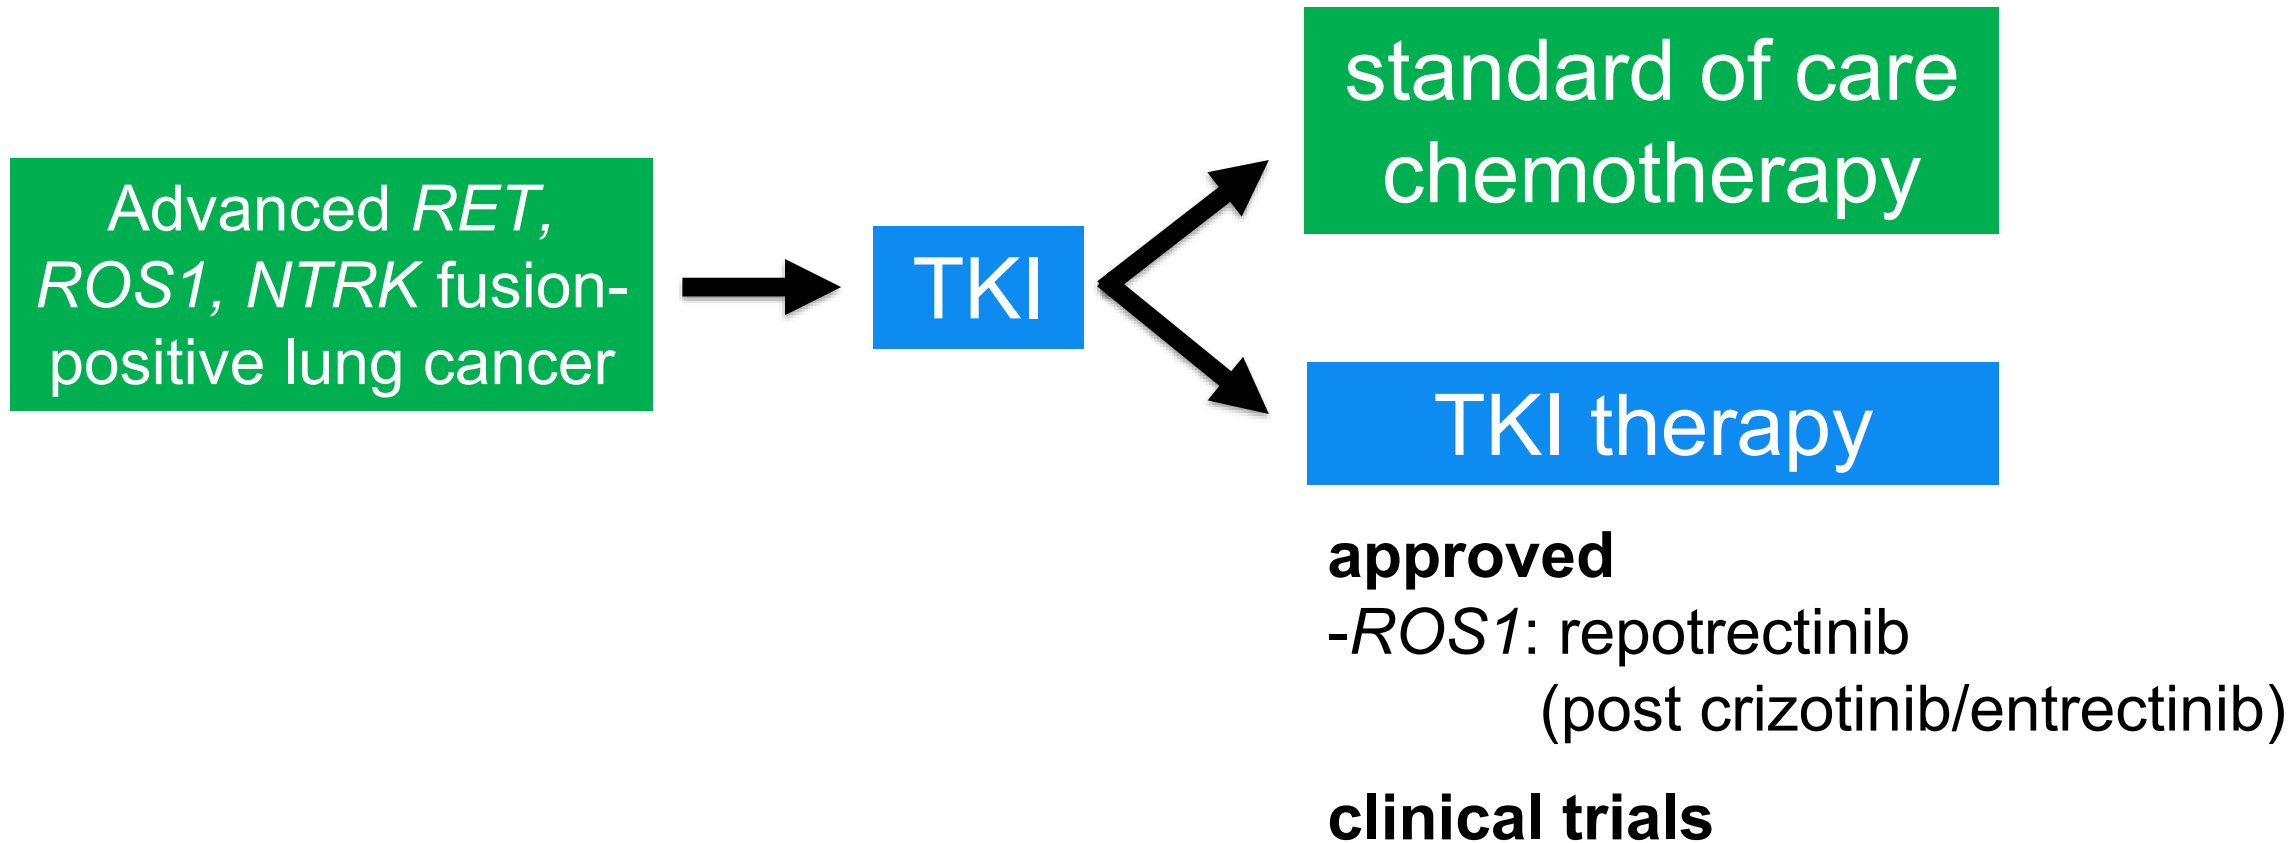 Advanced RET,
ROS1, NTRK fusion-
positive lung cancer
TKI
standard of care
chemotherapy
TKI therapy
approved
-ROS1: repotrectinib
(post crizotinib/entrectinib)
clinical trials